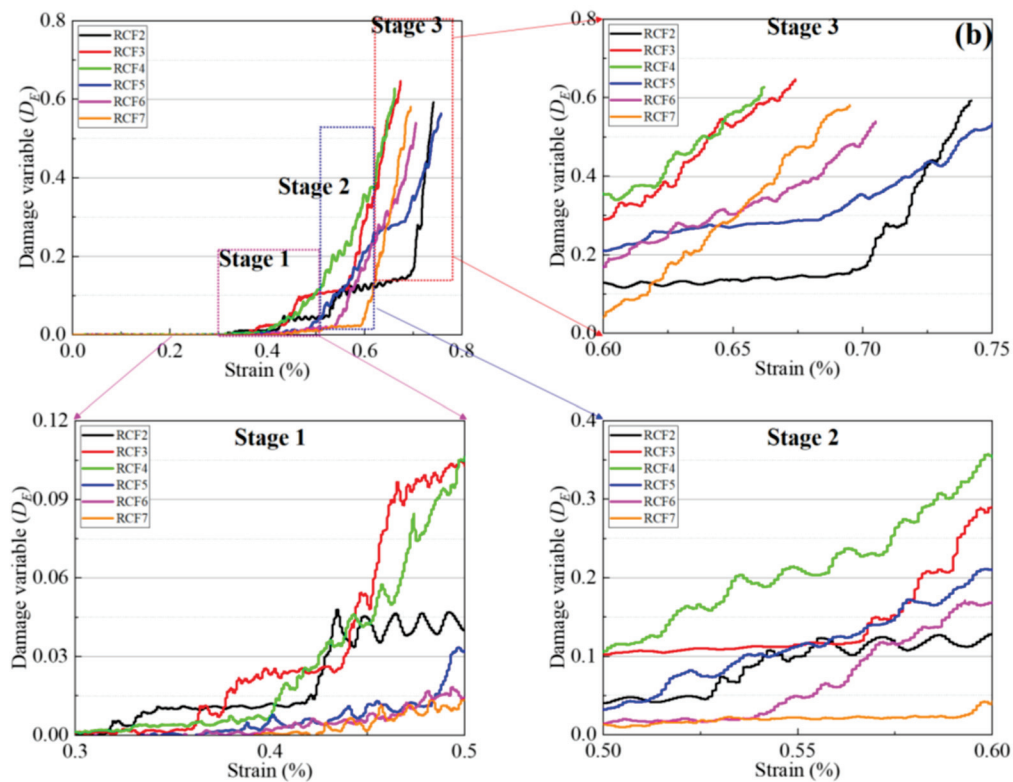 0.8
0.6
0.4
0.2
0.0
Damage variable (D_E)
RCF2
RCF3
RCF4
RCF5
RCF6
RCF7
Stage 1
Stage 2
Stage 3
0.0 0.2 0.4 0.6 0.8
Strain (%)
(b)
Stage 3
0.8
0.6
0.4
0.2
0.0
Damage variable (D_E)
RCF2
RCF3
RCF4
RCF5
RCF6
RCF7
0.60 0.65 0.70 0.75
Strain (%)
Stage 1
0.12
0.09
0.06
0.03
0.00
Damage variable (D_E)
RCF2
RCF3
RCF4
RCF5
RCF6
RCF7
0.3 0.4 0.5
Strain (%)
Stage 2
0.4
0.3
0.2
0.1
0.0
Damage variable (D_E)
RCF2
RCF3
RCF4
RCF5
RCF6
RCF7
0.50 0.55 0.60
Strain (%)